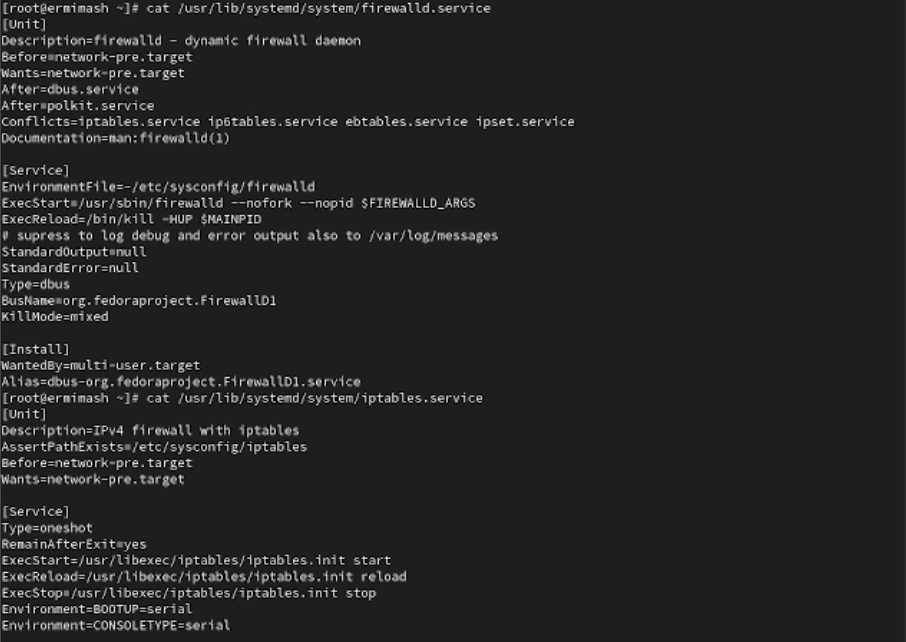 [root@ermimash ~]# cat /usr/lib/systemd/system/firewalld.service
[Unit]
Description=firewalld - dynamic firewall daemon
Before=network-pre.target
Wants=network-pre.target
After=dbus.service
After=polkit.service
Conflicts=iptables.service ip6tables.service ebtables.service ipset.service
Documentation=man:firewalld(1)

[Service]
EnvironmentFile=-/etc/sysconfig/firewalld
ExecStart=/usr/sbin/firewalld --nofork --nopid $FIREWALLD_ARGS
ExecReload=/bin/kill -HUP $MAINPID
# supress to log debug and error output also to /var/log/messages
StandardOutput=null
StandardError=null
Type=dbus
BusName=org.fedoraproject.FirewallD1
KillMode=mixed

[Install]
WantedBy=multi-user.target
Alias=dbus-org.fedoraproject.FirewallD1.service
[root@ermimash ~]# cat /usr/lib/systemd/system/iptables.service
[Unit]
Description=IPv4 firewall with iptables
AssertPathExists=/etc/sysconfig/iptables
Before=network-pre.target
Wants=network-pre.target

[Service]
Type=oneshot
RemainAfterExit=yes
ExecStart=/usr/libexec/iptables/iptables.init start
ExecReload=/usr/libexec/iptables/iptables.init reload
ExecStop=/usr/libexec/iptables/iptables.init stop
Environment=BOOTUP=serial
Environment=CONSOLETYPE=serial